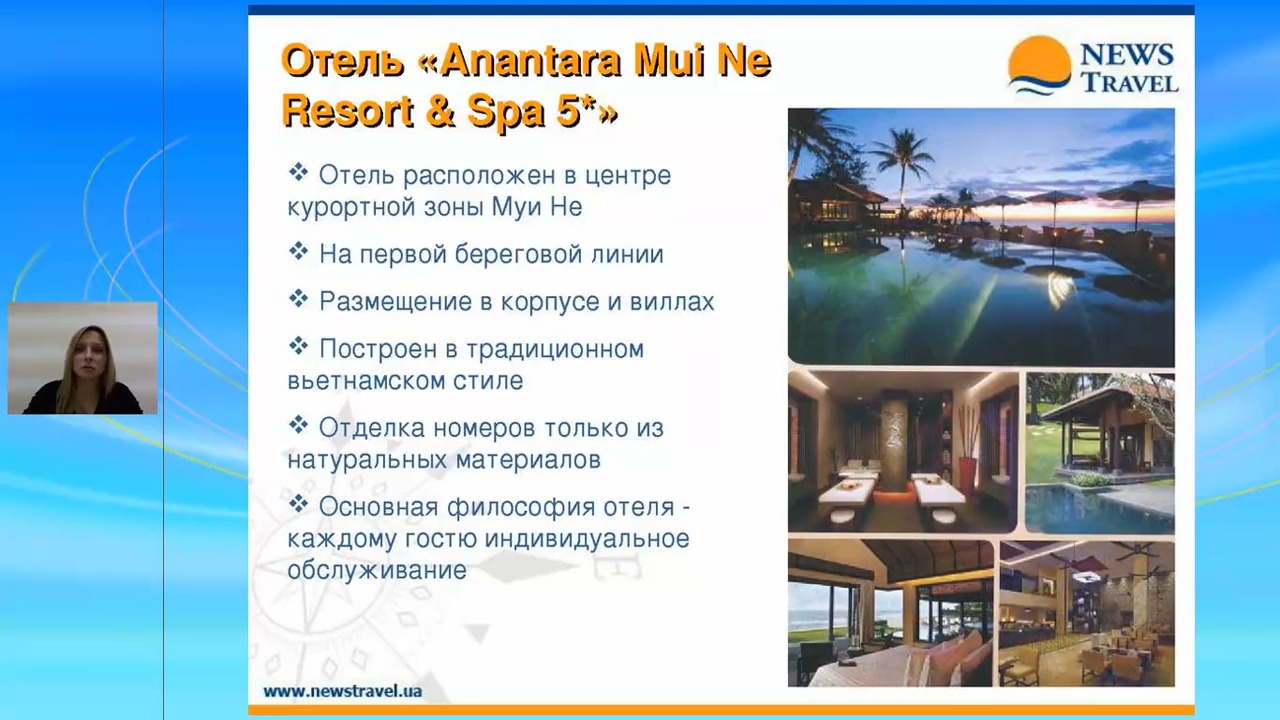 Отель «Anantara Mui Ne
Resort & Spa 5*»
NEWS
TRAVEL
Отель расположен в центре
курортной зоны Муи Не
На первой береговой линии
Размещение в корпусе и виллах
Построен в традиционном
вьетнамском стиле
Отделка номеров только из
натуральных материалов
Основная философия отеля -
каждому гостю индивидуальное
обслуживание
E
www.newstravel.ua